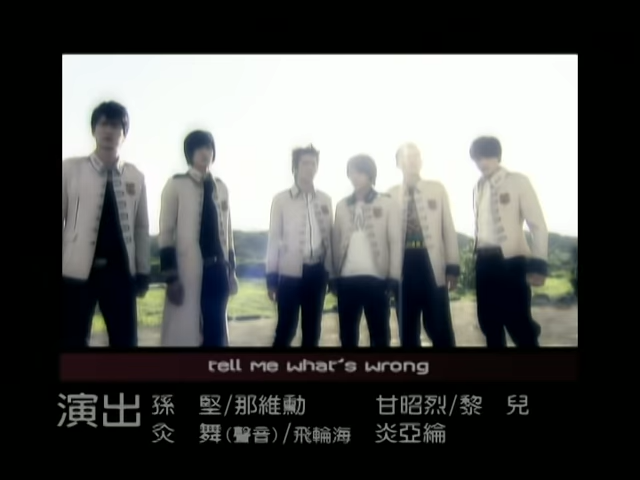 tell me what's wrong
演出 孫 堅/那維勳 甘昭烈/黎 兒
灸 舞(聲音)/飛輪海 炎亞綸